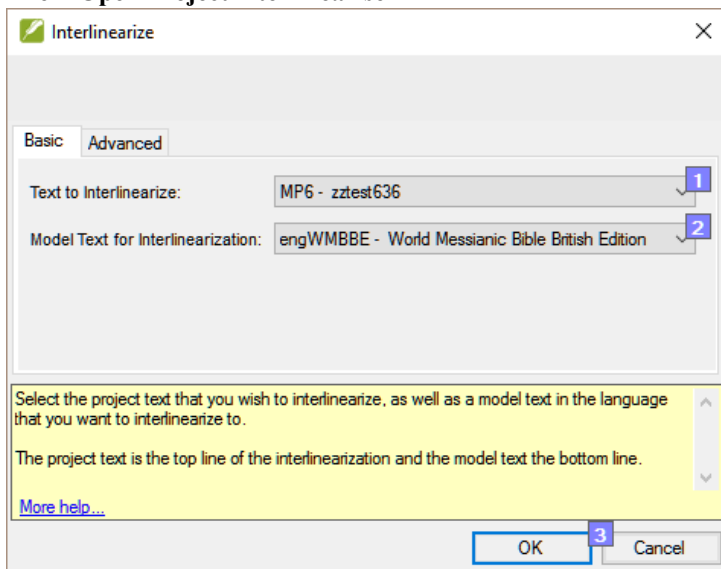 Interlinearize
Basic Advanced
Text to Interlinearize: MP6 - zztest636 1
Model Text for Interlinearization: engWMBBE - World Messianic Bible British Edition 2
Select the project text that you wish to interlinearize, as well as a model text in the language
that you want to interlinearize to.
The project text is the top line of the interlinearization and the model text the bottom line.
More help...
OK 3 Cancel